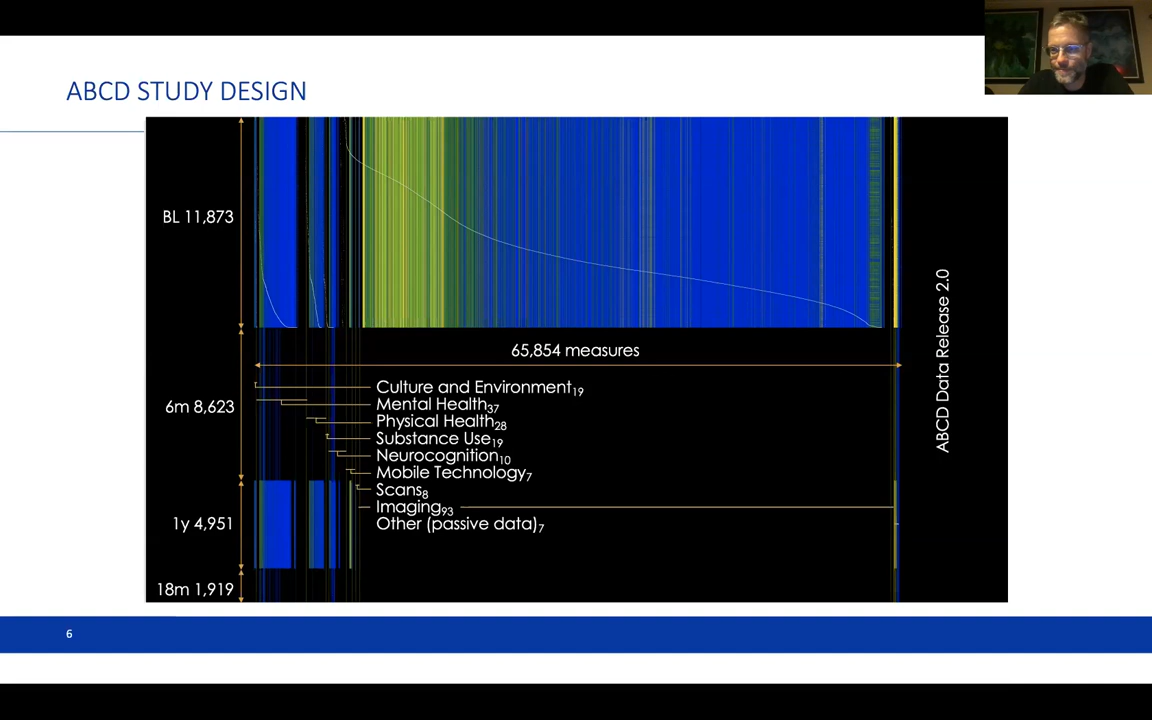 ABCD STUDY DESIGN
BL 11,873
65,854 measures
Culture and Environment19
6m 8,623
Mental Health37
Physical Health28
Substance Use19
Neurocognition10
Mobile Technology7
Scans8
Imaging93
1y 4,951
Other (passive data)7
18m 1,919
ABCD Data Release 2.0
6